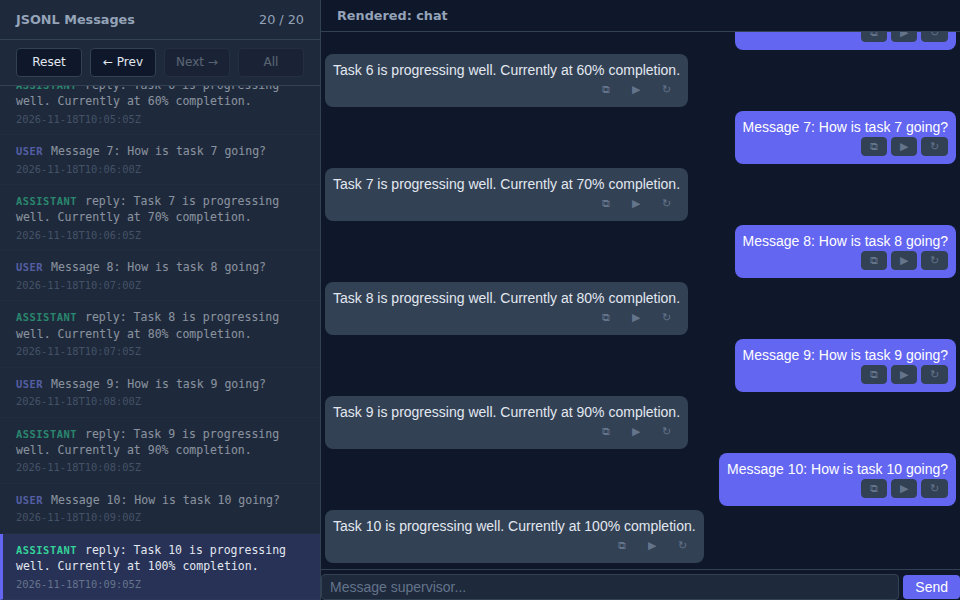 JSONL Messages 20 / 20
Reset ← Prev Next → All
ASSISTANT reply: Task 6 is progressing
well. Currently at 60% completion.
2026-11-18T10:05:05Z
USER Message 7: How is task 7 going?
2026-11-18T10:06:00Z
ASSISTANT reply: Task 7 is progressing
well. Currently at 70% completion.
2026-11-18T10:06:05Z
USER Message 8: How is task 8 going?
2026-11-18T10:07:00Z
ASSISTANT reply: Task 8 is progressing
well. Currently at 80% completion.
2026-11-18T10:07:05Z
USER Message 9: How is task 9 going?
2026-11-18T10:08:00Z
ASSISTANT reply: Task 9 is progressing
well. Currently at 90% completion.
2026-11-18T10:08:05Z
USER Message 10: How is task 10 going?
2026-11-18T10:09:00Z
ASSISTANT reply: Task 10 is progressing
well. Currently at 100% completion.
2026-11-18T10:09:05Z
Rendered: chat
Task 6 is progressing well. Currently at 60% completion.
Message 7: How is task 7 going?
Task 7 is progressing well. Currently at 70% completion.
Message 8: How is task 8 going?
Task 8 is progressing well. Currently at 80% completion.
Message 9: How is task 9 going?
Task 9 is progressing well. Currently at 90% completion.
Message 10: How is task 10 going?
Task 10 is progressing well. Currently at 100% completion.
Message supervisor... Send